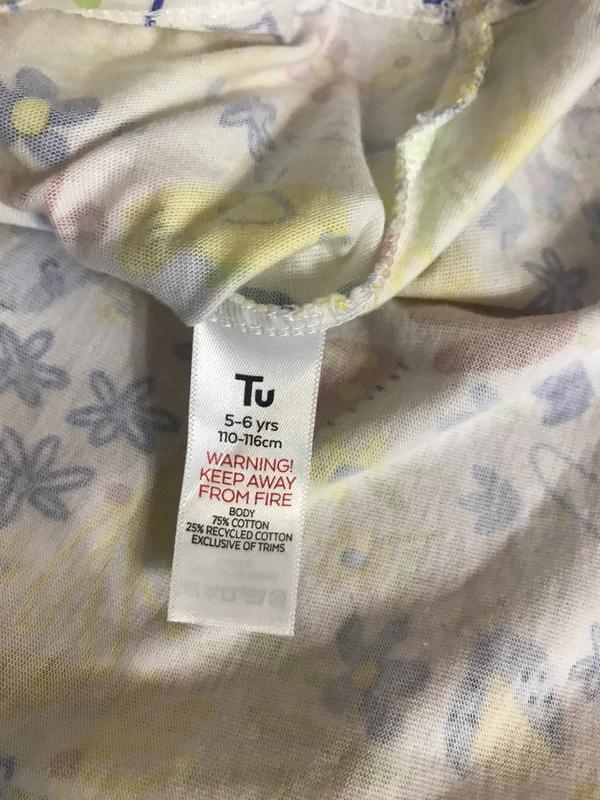 Tu
5-6 yrs
110-116cm
WARNING!
KEEP AWAY
FROM FIRE
BODY
75% COTTON
25% RECYCLED COTTON
EXCLUSIVE OF TRIMS